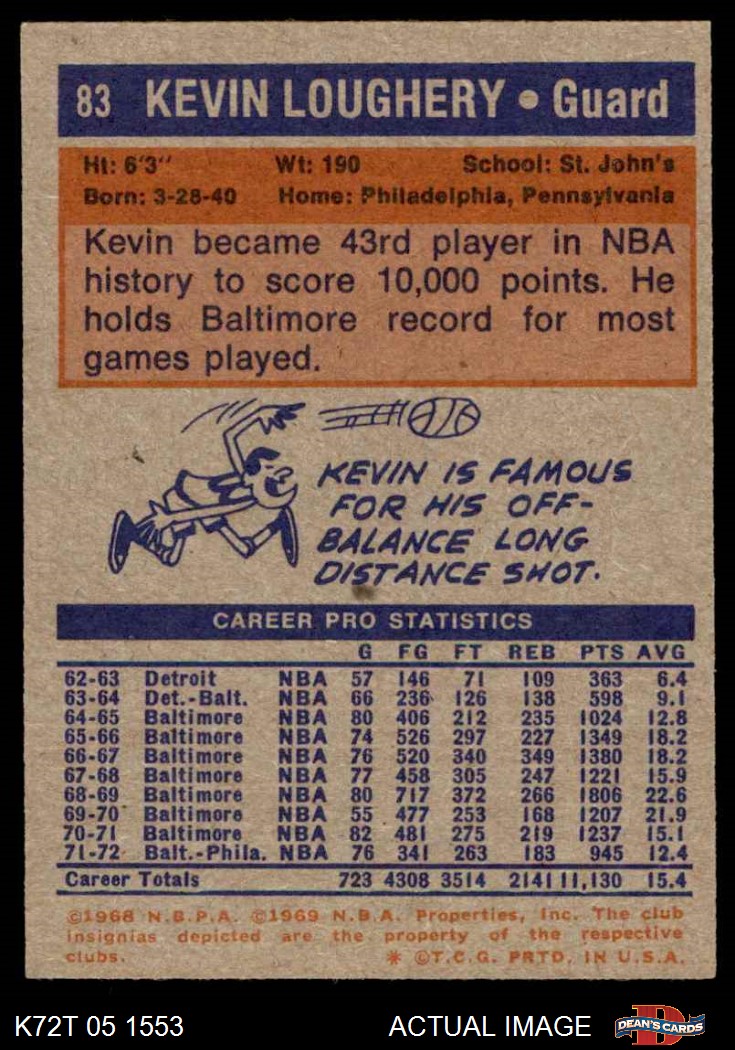 83 KEVIN LOUGHERY • Guard
Ht: 6'3" Wt: 190 School: St. John's
Born: 3-28-40 Home: Philadelphia, Pennsylvania
Kevin became 43rd player in NBA
history to score 10,000 points. He
holds Baltimore record for most
games played.
KEVIN IS FAMOUS
FOR HIS OFF-
BALANCE LONG
DISTANCE SHOT.
CAREER PRO STATISTICS
G FG FT REB PTS AVG
62-63 Detroit NBA 57 146 71 109 363 6.4
63-64 Det.-Balt. NBA 66 236 126 138 598 9.1
64-65 Baltimore NBA 80 406 212 235 1024 12.8
65-66 Baltimore NBA 74 526 297 227 1349 18.2
66-67 Baltimore NBA 76 520 340 349 1380 18.2
67-68 Baltimore NBA 77 458 305 247 1221 15.9
68-69 Baltimore NBA 80 717 372 266 1806 22.6
69-70 Baltimore NBA 55 477 253 168 1207 21.9
70-71 Baltimore NBA 82 481 275 219 1237 15.1
71-72 Balt.-Phila. NBA 76 341 263 183 945 12.4
Career Totals 723 4308 3514 2141 11,130 15.4
©1968 N.B.P.A. ©1969 N.B.A. Properties, Inc. The club
insignias depicted are the property of the respective
clubs. * ©T.C.G. PRTD. IN U.S.A.
K72T 05 1553 ACTUAL IMAGE DEAN'S CARDS